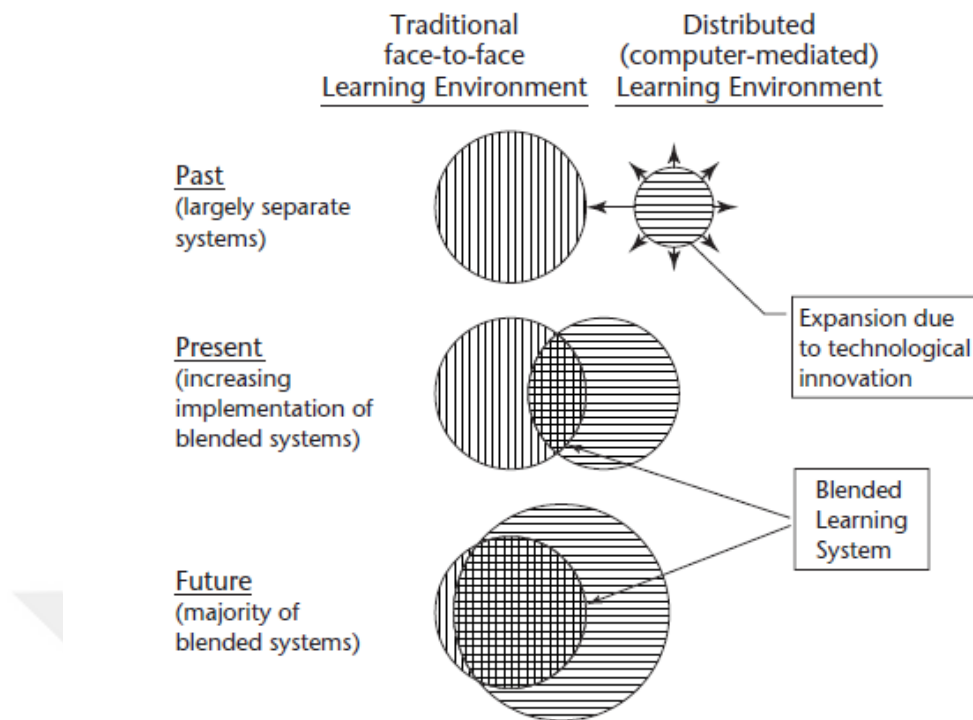 Traditional
face-to-face
Learning Environment
Distributed
(computer-mediated)
Learning Environment
Past
(largely separate
systems)
Expansion due
to technological
innovation
Present
(increasing
implementation of
blended systems)
Blended
Learning
System
Future
(majority of
blended systems)